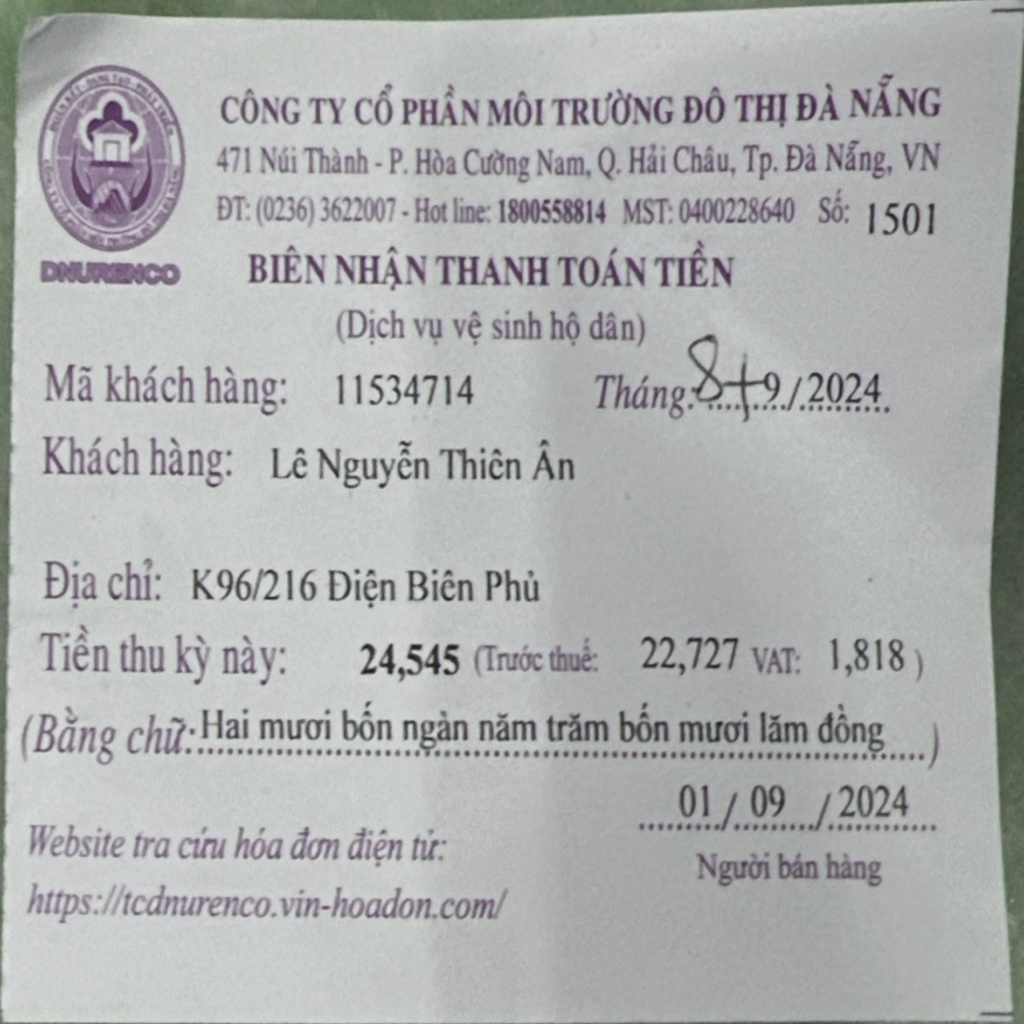 CÔNG TY CỔ PHẦN MÔI TRƯỜNG ĐÔ THỊ ĐÀ NẴNG
471 Núi Thành - P. Hòa Cường Nam, Q. Hải Châu, Tp. Đà Nẵng, VN
ĐT: (0236) 3622007 - Hot line: 1800558814 MST: 0400228640 Số: 1501
DNURENCO
BIÊN NHẬN THANH TOÁN TIỀN
(Dịch vụ vệ sinh hộ dân)
Mã khách hàng: 11534714 Tháng: 8+9/2024
Khách hàng: Lê Nguyễn Thiên Ân
Địa chỉ: K96/216 Điện Biên Phủ
Tiền thu kỳ này: 24,545 (Trước thuế: 22,727 VAT: 1,818 )
(Bằng chữ: Hai mươi bốn ngàn năm trăm bốn mươi lăm đồng )
01 / 09 / 2024
Người bán hàng
Website tra cứu hóa đơn điện tử:
https://tcdnurenco.vin-hoadon.com/